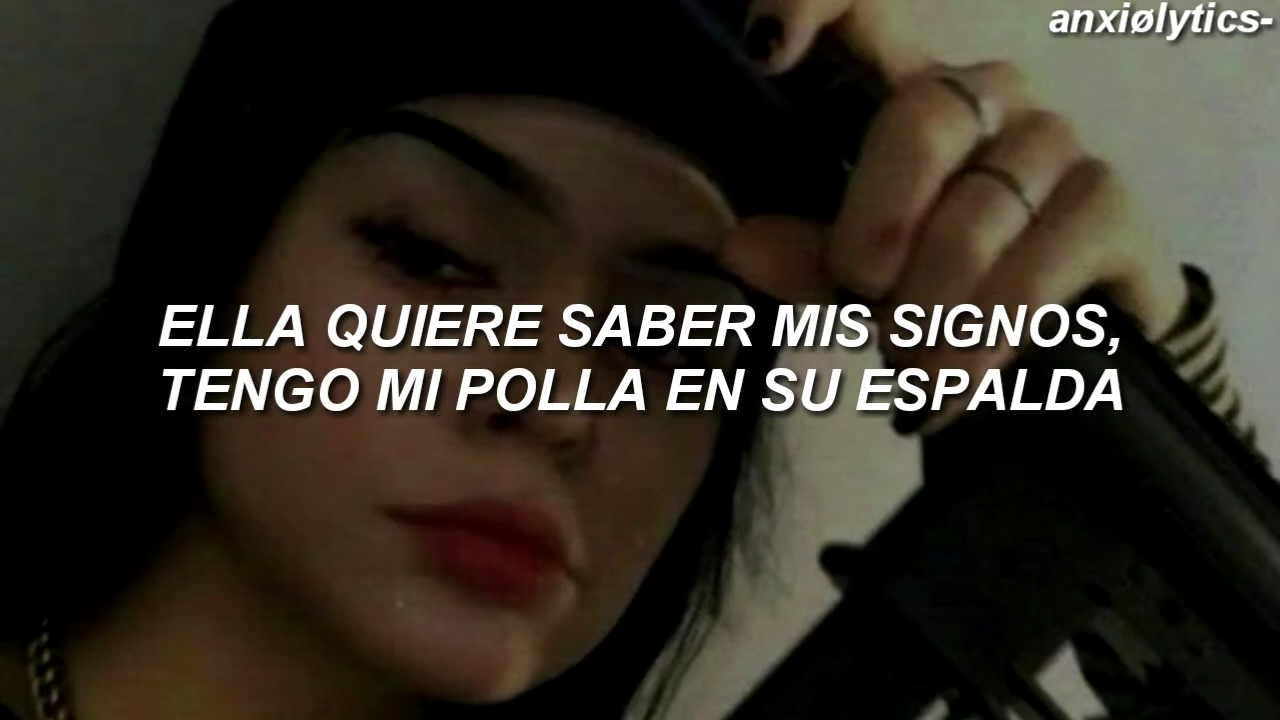 anxiølytics-
ELLA QUIERE SABER MIS SIGNOS,
TENGO MI POLLA EN SU ESPALDA